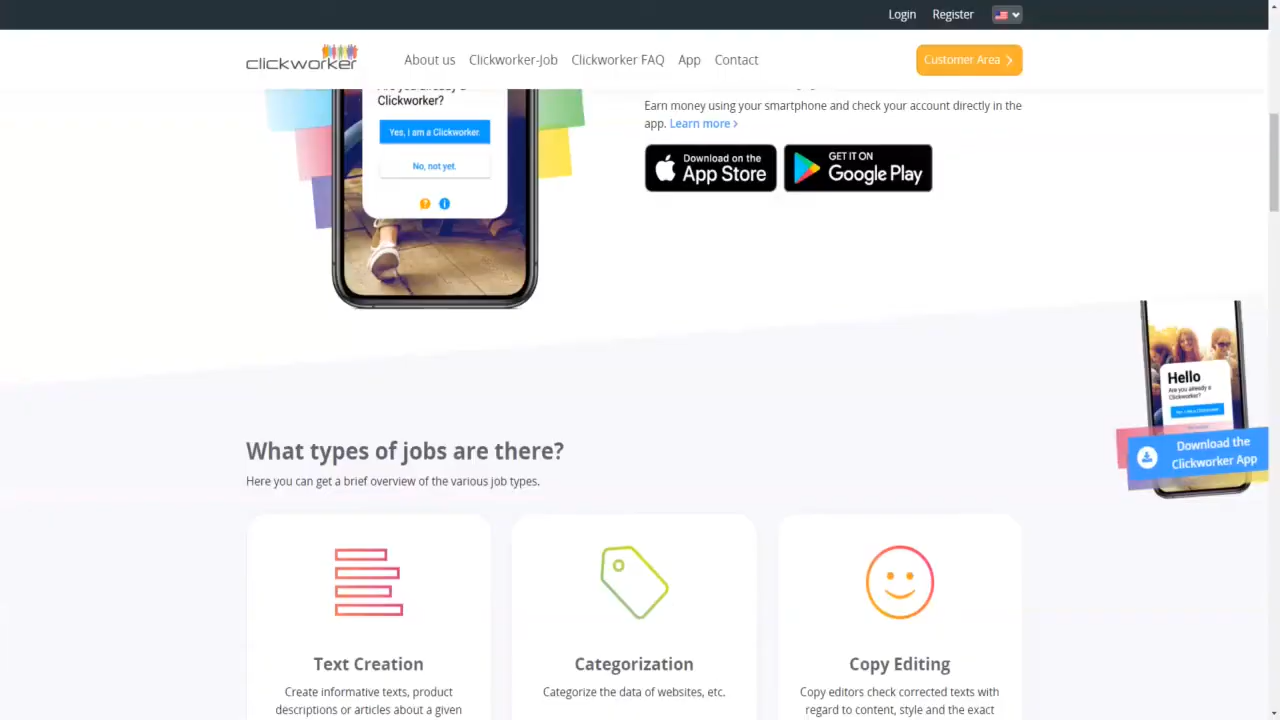 Login Register
clickworker About us Clickworker-Job Clickworker FAQ App Contact Customer Area
Clickworker?
Yes, i am a Clickworker.
No, not yet.
Earn money using your smartphone and check your account directly in the
app. Learn more >
Download on the
App Store
GET IT ON
Google Play
Hello
Are you already a
Clickworker?
Download the
Clickworker App
What types of jobs are there?
Here you can get a brief overview of the various job types.
Text Creation
Create informative texts, product
descriptions or articles about a given
Categorization
Categorize the data of websites, etc.
Copy Editing
Copy editors check corrected texts with
regard to content, style and the exact